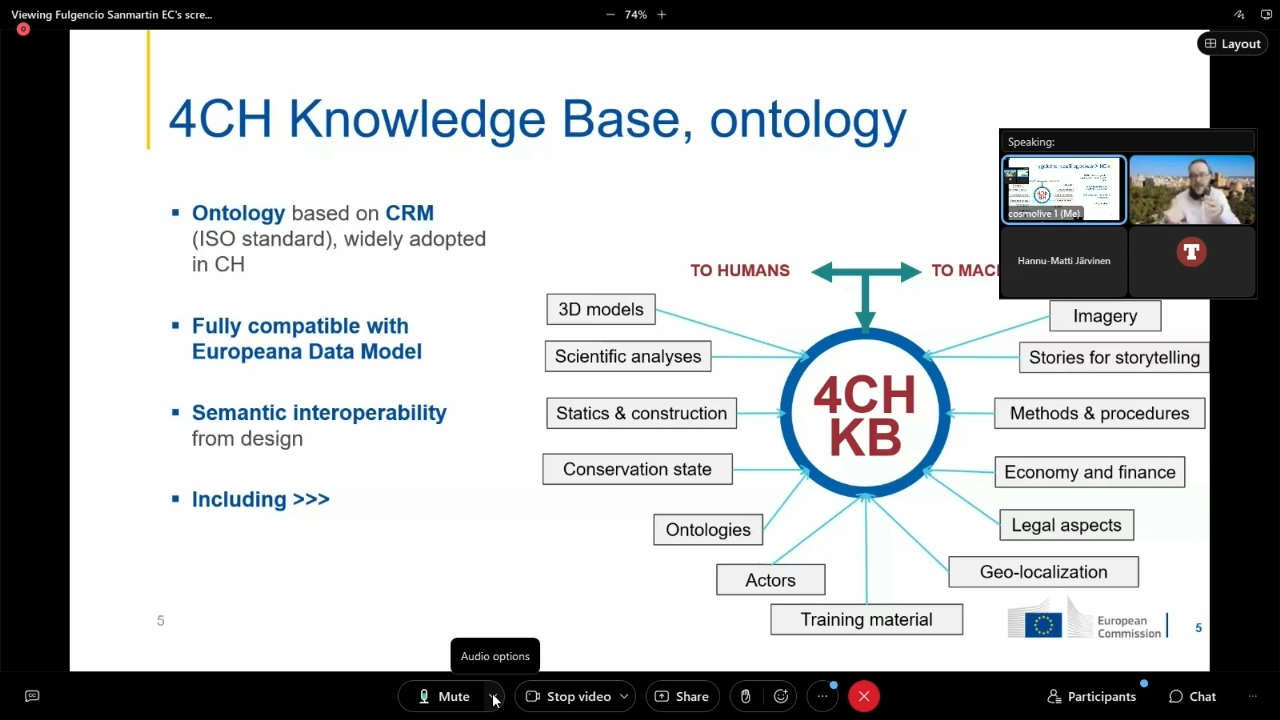 Viewing Fulgencio Sanmartín EC's scre...
74%
Layout
4CH Knowledge Base, ontology
Speaking:
cosmolive 1 (Me)
Hannu-Matti Järvinen
T
▪ Ontology based on CRM
(ISO standard), widely adopted
in CH
▪ Fully compatible with
Europeana Data Model
▪ Semantic interoperability
from design
▪ Including >>>
TO HUMANS
TO MACH
3D models
Scientific analyses
Statics & construction
Conservation state
Ontologies
Actors
Training material
Imagery
Stories for storytelling
Methods & procedures
Economy and finance
Legal aspects
Geo-localization
4CH
KB
5
European
Commission
5
Audio options
Mute
Stop video
Share
Participants
Chat